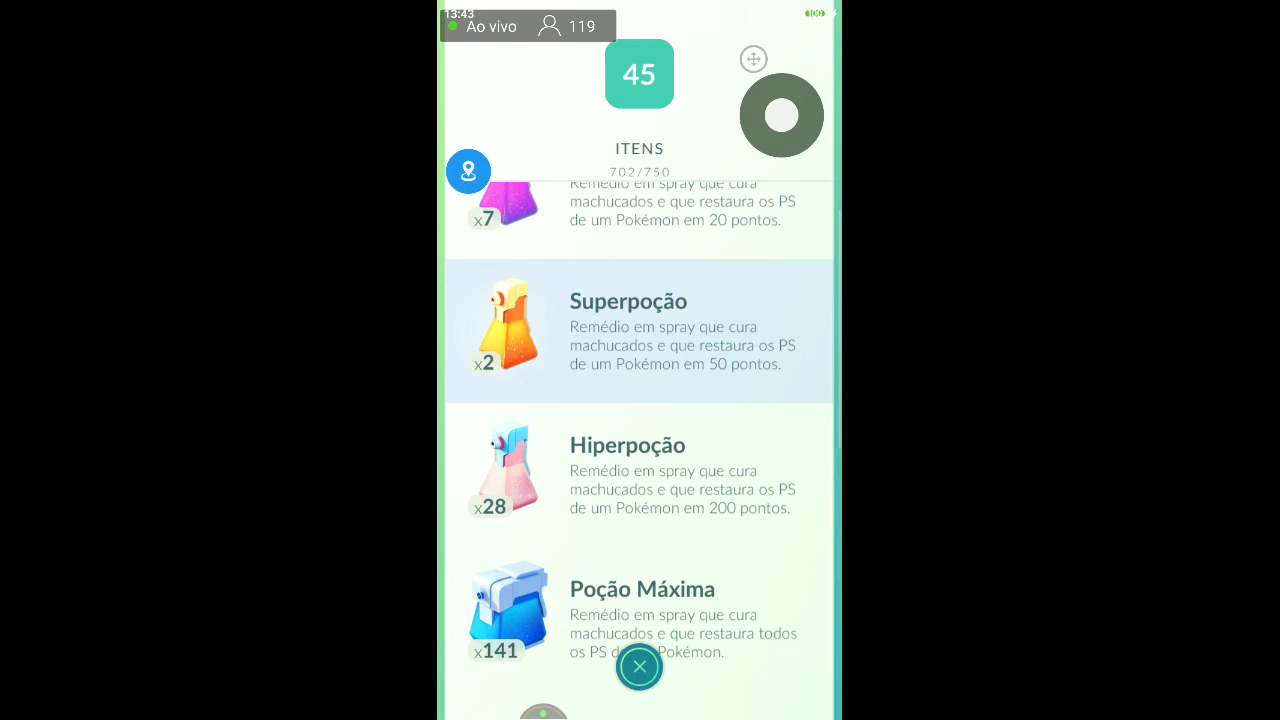 13:43
100
Ao vivo 119
45
ITENS
702/750
Remédio em spray que cura
machucados e que restaura os PS
de um Pokémon em 20 pontos.
x7
Superpoção
Remédio em spray que cura
machucados e que restaura os PS
de um Pokémon em 50 pontos.
x2
Hiperpoção
Remédio em spray que cura
machucados e que restaura os PS
de um Pokémon em 200 pontos.
x28
Poção Máxima
Remédio em spray que cura
machucados e que restaura todos
os PS Pokémon.
x141